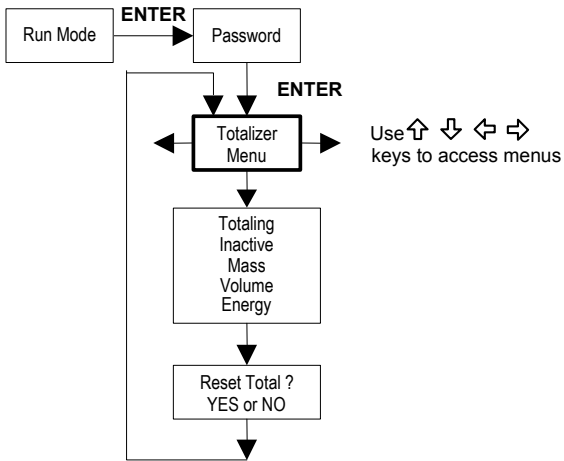 ENTER
Run Mode
Password
ENTER
Totalizer
Menu
Use
keys to access menus
Totaling
Inactive
Mass
Volume
Energy
Reset Total ?
YES or NO